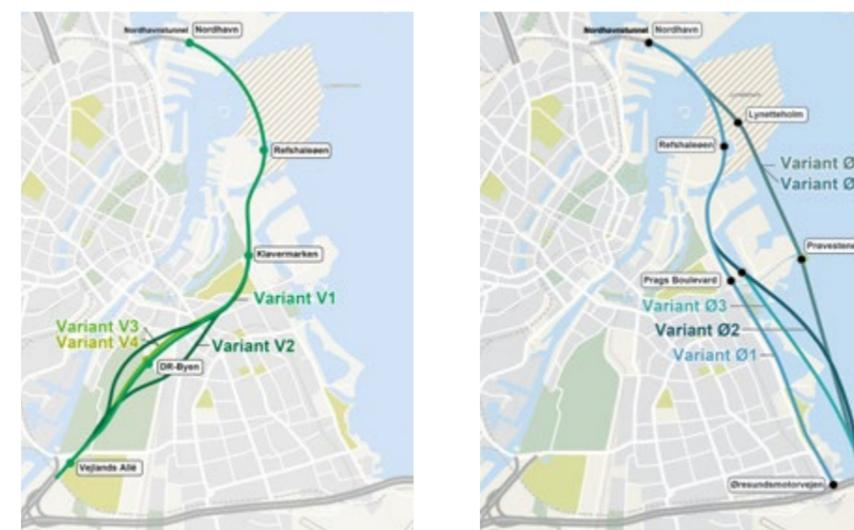 Nordhavnstunnel Nordhavn
Refshaleøen
Kløvermarken
Variant V1
Variant V3
Variant V4
Variant V2
DR-Byen
Vejlands Allé
Nordhavnstunnel Nordhavn
Lynetteholm
Refshaleøen
Variant Ø
Variant Ø
Prøvestene
Prags Boulevard
Variant Ø3
Variant Ø2
Variant Ø1
Øresundsmotorvejen